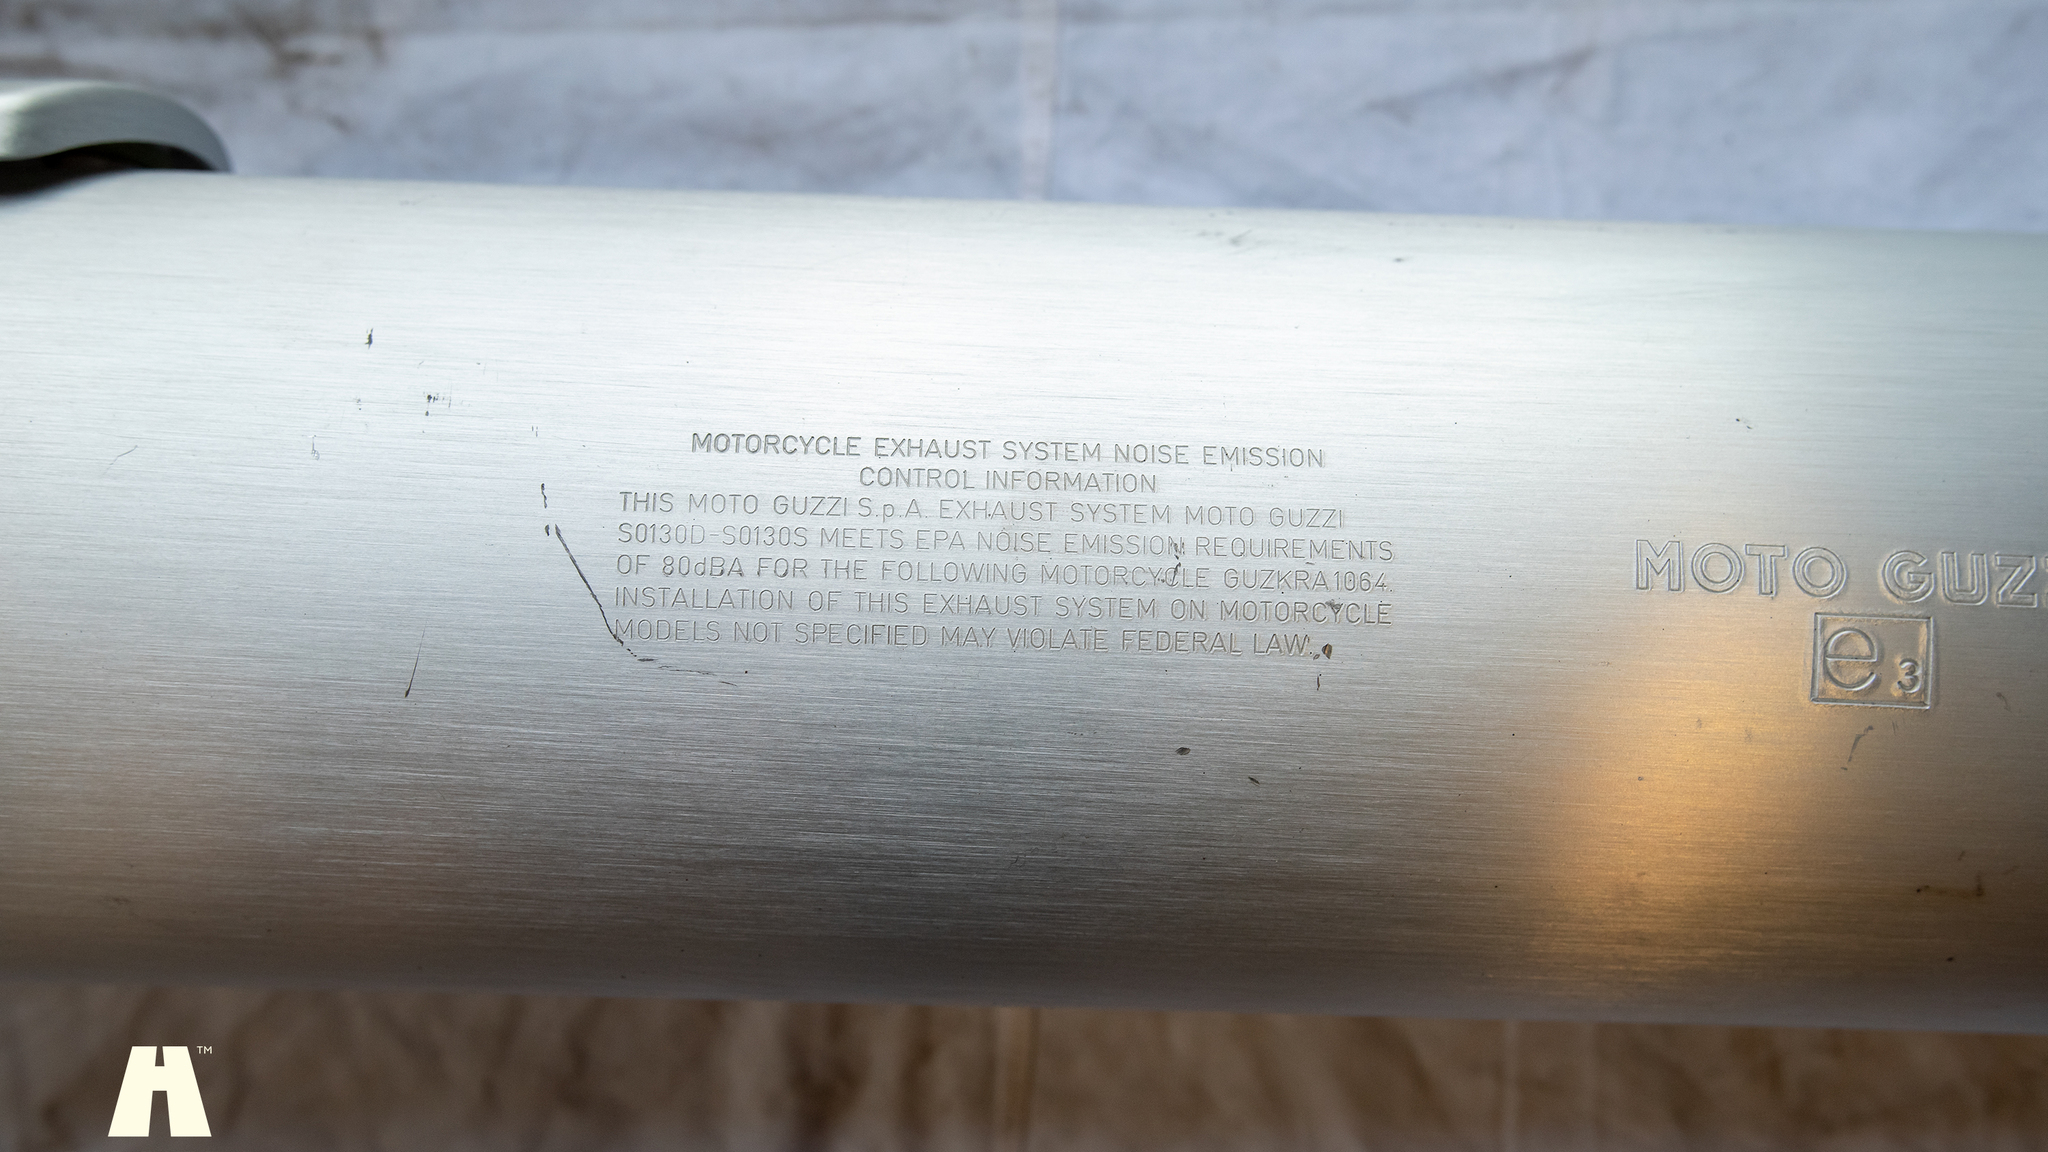 MOTORCYCLE EXHAUST SYSTEM NOISE EMISSION
CONTROL INFORMATION
THIS MOTO GUZZI S.p.A. EXHAUST SYSTEM MOTO GUZZI
S0130D-S0130S MEETS EPA NOISE EMISSION REQUIREMENTS
OF 80dBA FOR THE FOLLOWING MOTORCYCLE GUZKRA1064.
INSTALLATION OF THIS EXHAUST SYSTEM ON MOTORCYCLE
MODELS NOT SPECIFIED MAY VIOLATE FEDERAL LAW.
MOTO GUZZ
e3
H™